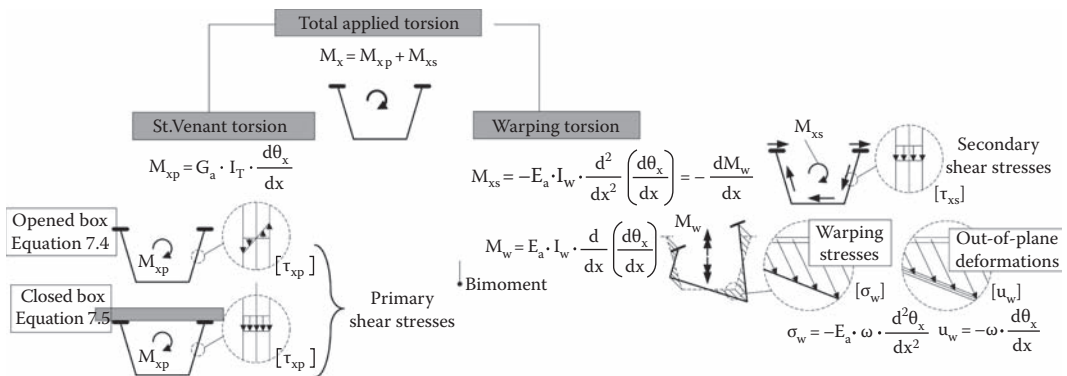 Total applied torsion
M_x = M_xp + M_xs
St.Venant torsion
M_xp = G_a · I_T · dθ_x/dx
Opened box
Equation 7.4
M_xp
[τ_xp]
Closed box
Equation 7.5
M_xp
[τ_xp]
Primary
shear stresses
Warping torsion
M_xs = −E_a · I_w · d²/dx² (dθ_x/dx) = − dM_w/dx
M_xs
Secondary
shear stresses
[τ_xs]
M_w = E_a · I_w · d/dx (dθ_x/dx)
Bimoment
M_w
Warping
stresses
[σ_w]
Out-of-plane
deformations
[u_w]
σ_w = −E_a · ω · d²θ_x/dx²
u_w = −ω · dθ_x/dx